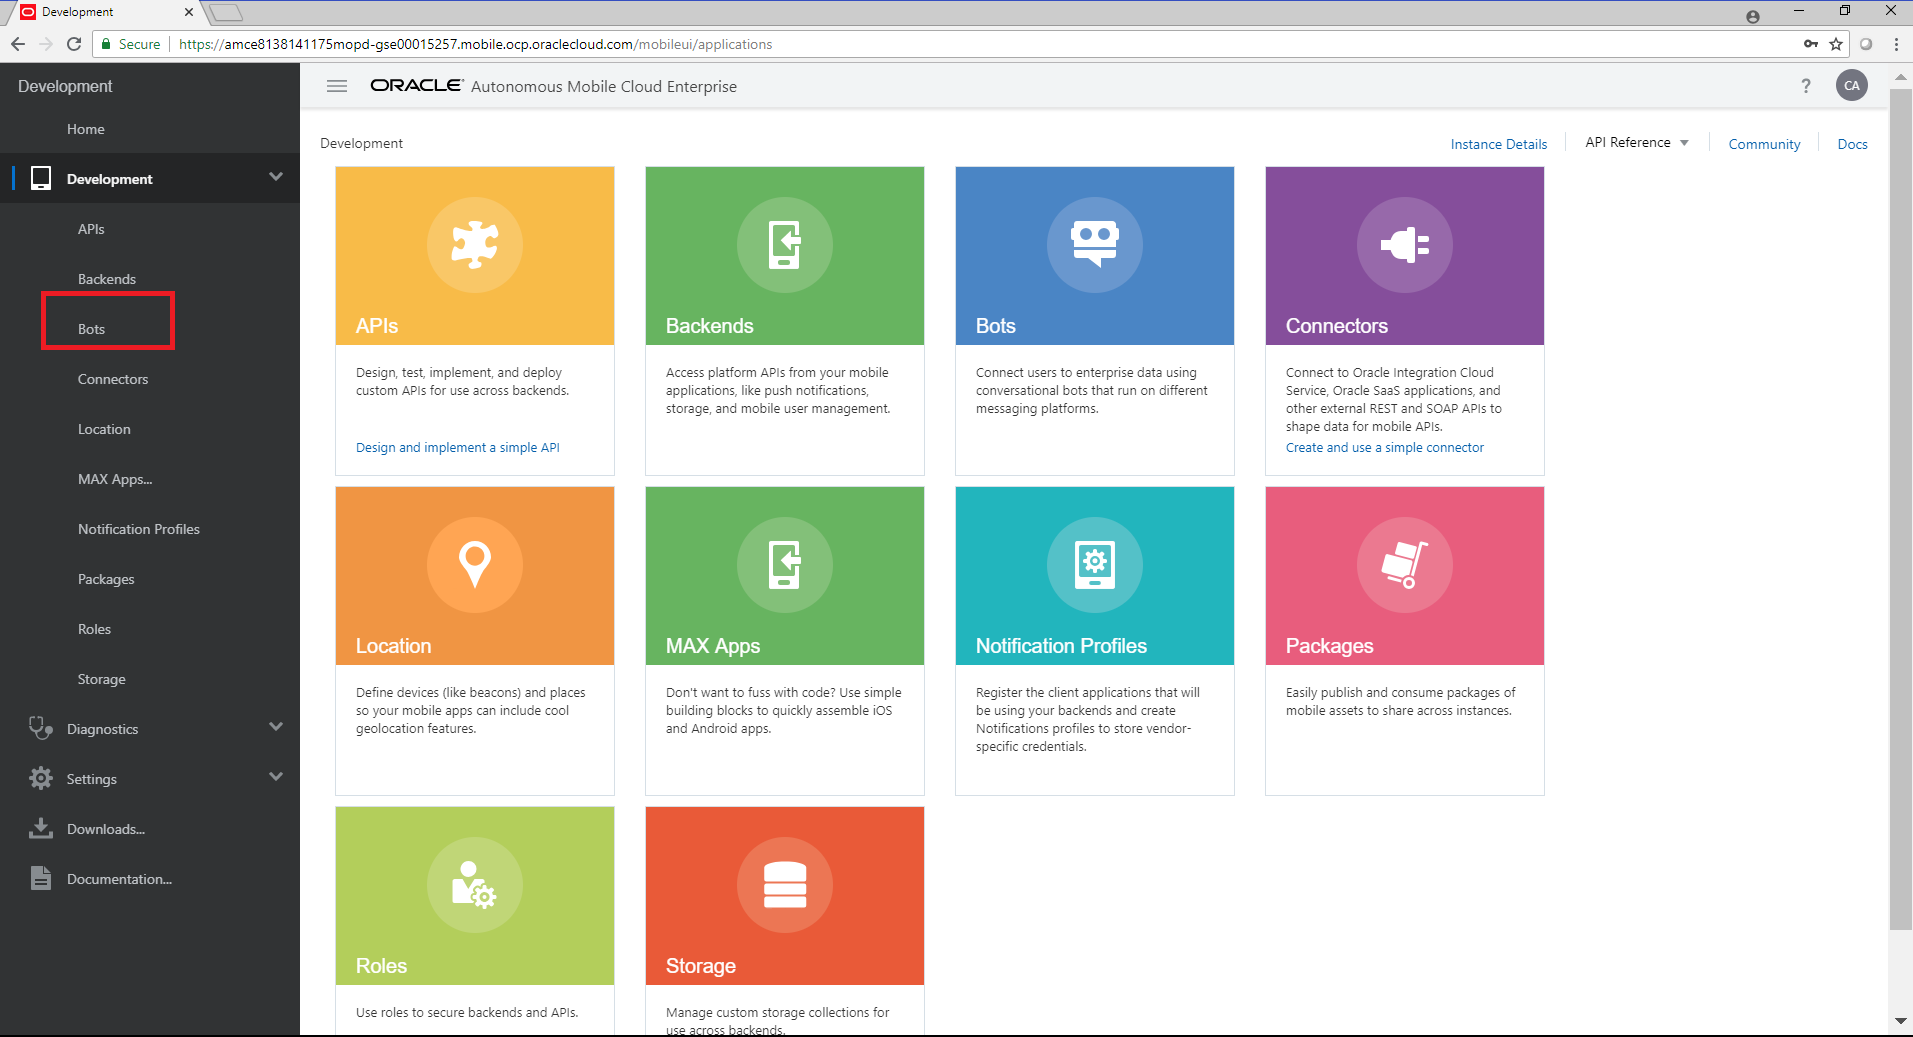 Development
Secure
https://amce8138141175mopd-gse00015257.mobile.ocp.oraclecloud.com/mobileui/applications
Development
Home
Development
APIs
Backends
Bots
Connectors
Location
MAX Apps...
Notification Profiles
Packages
Roles
Storage
Diagnostics
Settings
Downloads...
Documentation...
ORACLE Autonomous Mobile Cloud Enterprise
?
CA
Development
Instance Details
API Reference
Community
Docs
APIs
Design, test, implement, and deploy
custom APIs for use across backends.
Design and implement a simple API
Backends
Access platform APIs from your mobile
applications, like push notifications,
storage, and mobile user management.
Bots
Connect users to enterprise data using
conversational bots that run on different
messaging platforms.
Connectors
Connect to Oracle Integration Cloud
Service, Oracle SaaS applications, and
other external REST and SOAP APIs to
shape data for mobile APIs.
Create and use a simple connector
Location
Define devices (like beacons) and places
so your mobile apps can include cool
geolocation features.
MAX Apps
Don't want to fuss with code? Use simple
building blocks to quickly assemble iOS
and Android apps.
Notification Profiles
Register the client applications that will
be using your backends and create
Notifications profiles to store vendor-
specific credentials.
Packages
Easily publish and consume packages of
mobile assets to share across instances.
Roles
Use roles to secure backends and APIs.
Storage
Manage custom storage collections for
use across backends.